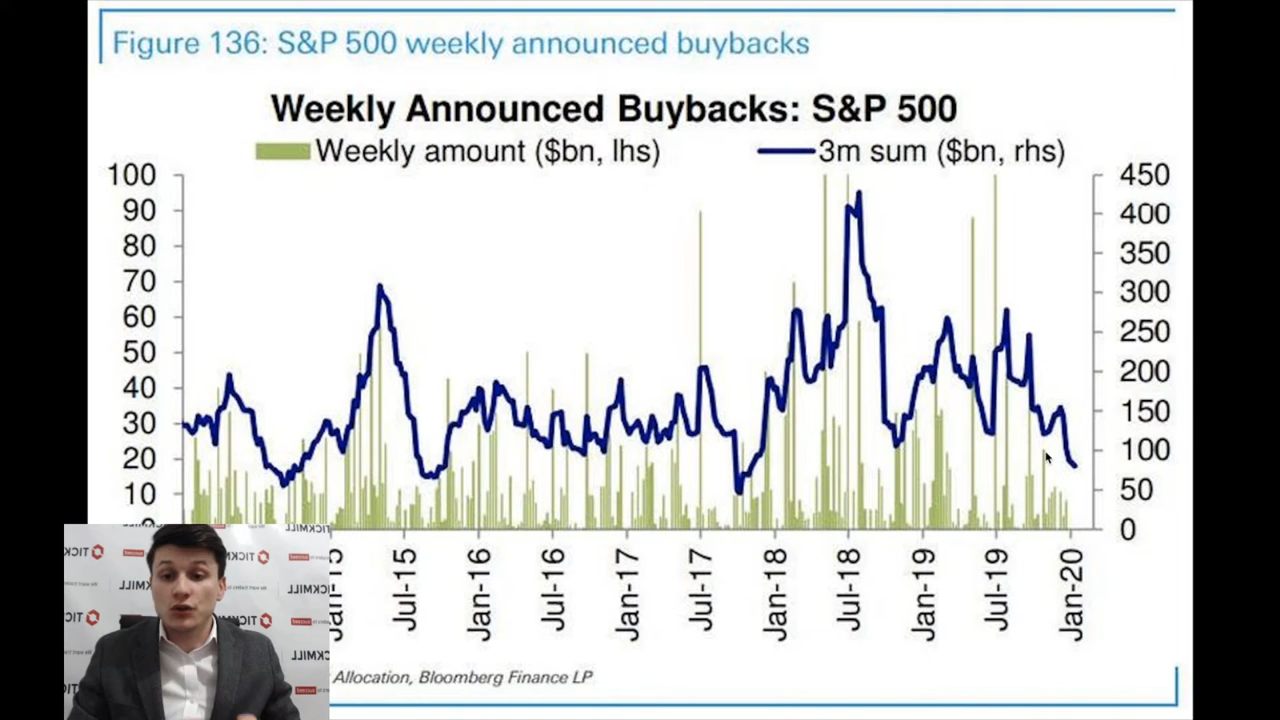 Figure 136: S&P 500 weekly announced buybacks
Weekly Announced Buybacks: S&P 500
Weekly amount ($bn, lhs)
3m sum ($bn, rhs)
100
90
80
70
60
50
40
30
20
10
450
400
350
300
250
200
150
100
50
0
Jul-15
Jan-16
Jul-16
Jan-17
Jul-17
Jan-18
Jul-18
Jan-19
Jul-19
Jan-20
Allocation, Bloomberg Finance LP
TICKMILL
TICKMILL
TICKMILL